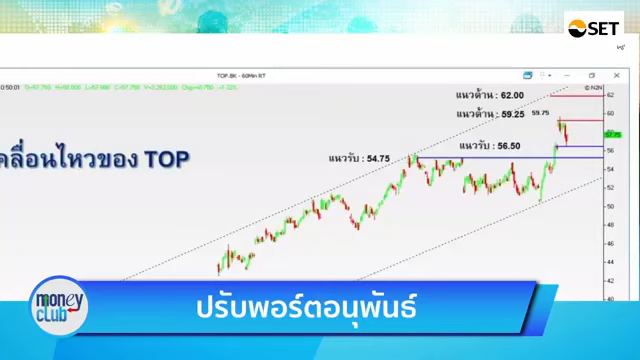 SET
TOP.BK - 60Min RT
© N2N
แนวต้าน : 62.00
62
แนวต้าน : 59.25
59.75
60
57.75
แนวรับ : 56.50
56
แนวรับ : 54.75
คลื่อนไหวของ TOP
54
52
50
48
46
44
42
money club
ปรับพอร์ตอนุพันธ์